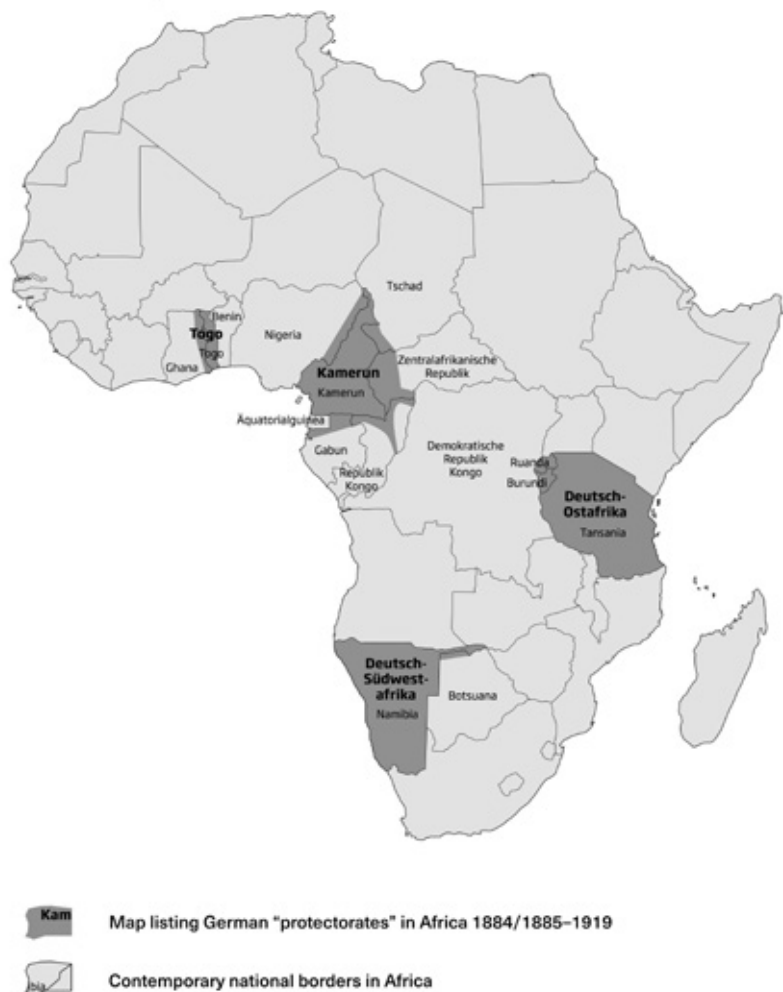 Tschad
Benin
Togo
Togo
Nigeria
Ghana
Kamerun
Kamerun
Zentralafrikanische
Republik
Äquatorialguinea
Gabun
Republik
Kongo
Demokratische
Republik
Kongo
Ruanda
Burundi
Deutsch-
Ostafrika
Tansania
Deutsch-
Südwest-
afrika
Namibia
Botsuana
Kam
Map listing German “protectorates” in Africa 1884/1885–1919
ibia
Contemporary national borders in Africa